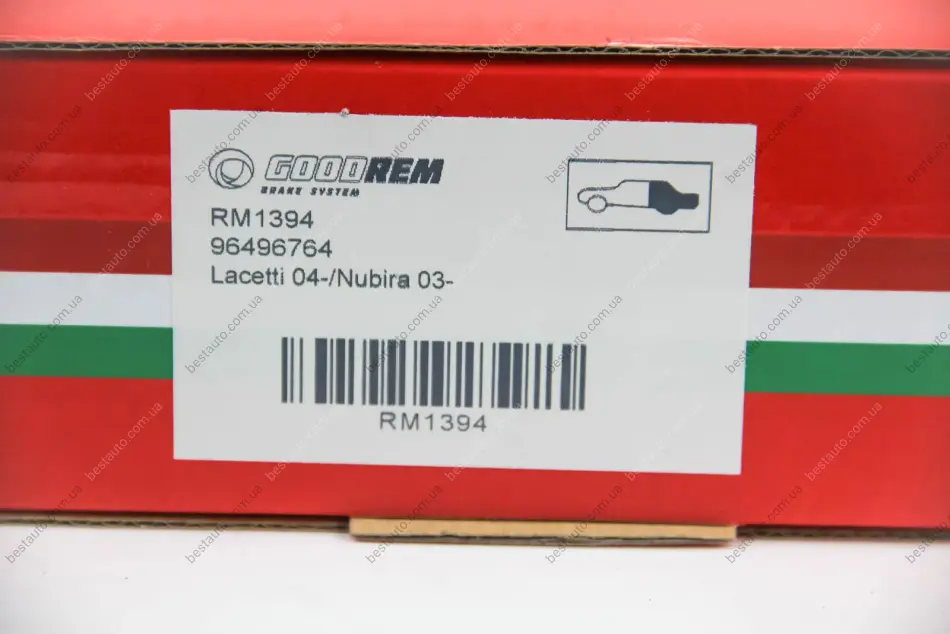 GOODREM
BRAKE SYSTEM
RM1394
96496764
Lacetti 04-/Nubira 03-
RM1394
bestauto.com.ua